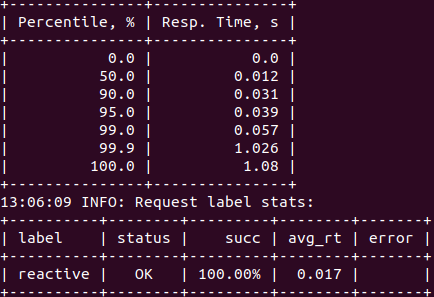 +---------------+---------------+
| Percentile, % | Resp. Time, s |
+---------------+---------------+
|           0.0 |           0.0 |
|          50.0 |         0.012 |
|          90.0 |         0.031 |
|          95.0 |         0.039 |
|          99.0 |         0.057 |
|          99.9 |         1.026 |
|         100.0 |          1.08 |
+---------------+---------------+
13:06:09 INFO: Request label stats:
+----------+--------+---------+--------+-------+
| label    | status |    succ | avg_rt | error |
+----------+--------+---------+--------+-------+
| reactive |   OK   | 100.00% |  0.017 |       |
+----------+--------+---------+--------+-------+